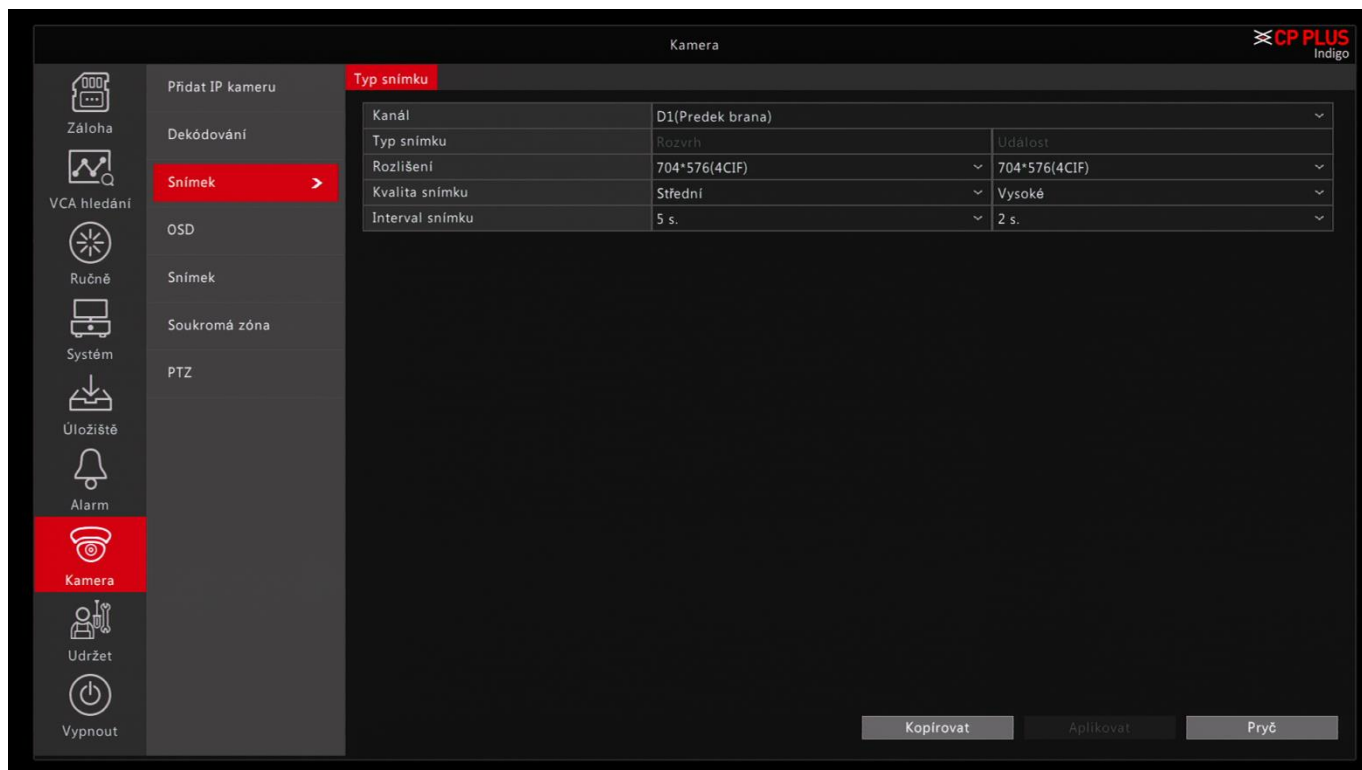 Kamera
CP PLUS
Indigo
Záloha
VCA hledání
Ručně
Systém
Úložiště
Alarm
Kamera
Udržet
Vypnout
Přidat IP kameru
Dekódování
Snímek
OSD
Snímek
Soukromá zóna
PTZ
Typ snímku
Kanál D1(Predek brana)
Typ snímku Rozvrh Událost
Rozlišení 704*576(4CIF) 704*576(4CIF)
Kvalita snímku Střední Vysoké
Interval snímku 5 s. 2 s.
Kopírovat Aplikovat Pryč